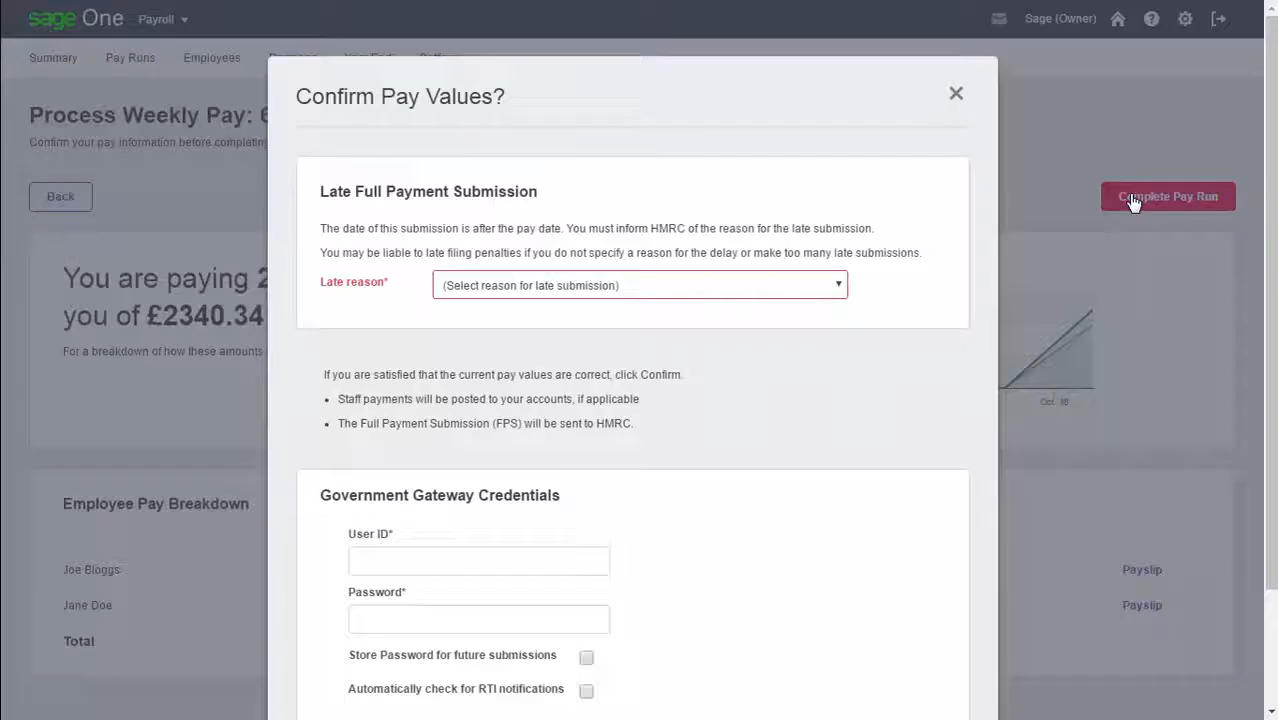 sage One Payroll Sage (Owner)
Summary Pay Runs Employees
Confirm Pay Values?
Process Weekly Pay: 6
Confirm your pay information before completing
Back
Complete Pay Run
Late Full Payment Submission
The date of this submission is after the pay date. You must inform HMRC of the reason for the late submission.
You may be liable to late filing penalties if you do not specify a reason for the delay or make too many late submissions.
Late reason* (Select reason for late submission)
You are paying 2
you of £2340.34
For a breakdown of how these amounts
Oct 18
If you are satisfied that the current pay values are correct, click Confirm.
Staff payments will be posted to your accounts, if applicable
The Full Payment Submission (FPS) will be sent to HMRC.
Government Gateway Credentials
User ID*
Password*
Store Password for future submissions
Automatically check for RTI notifications
Employee Pay Breakdown
Joe Bloggs Payslip
Jane Doe Payslip
Total